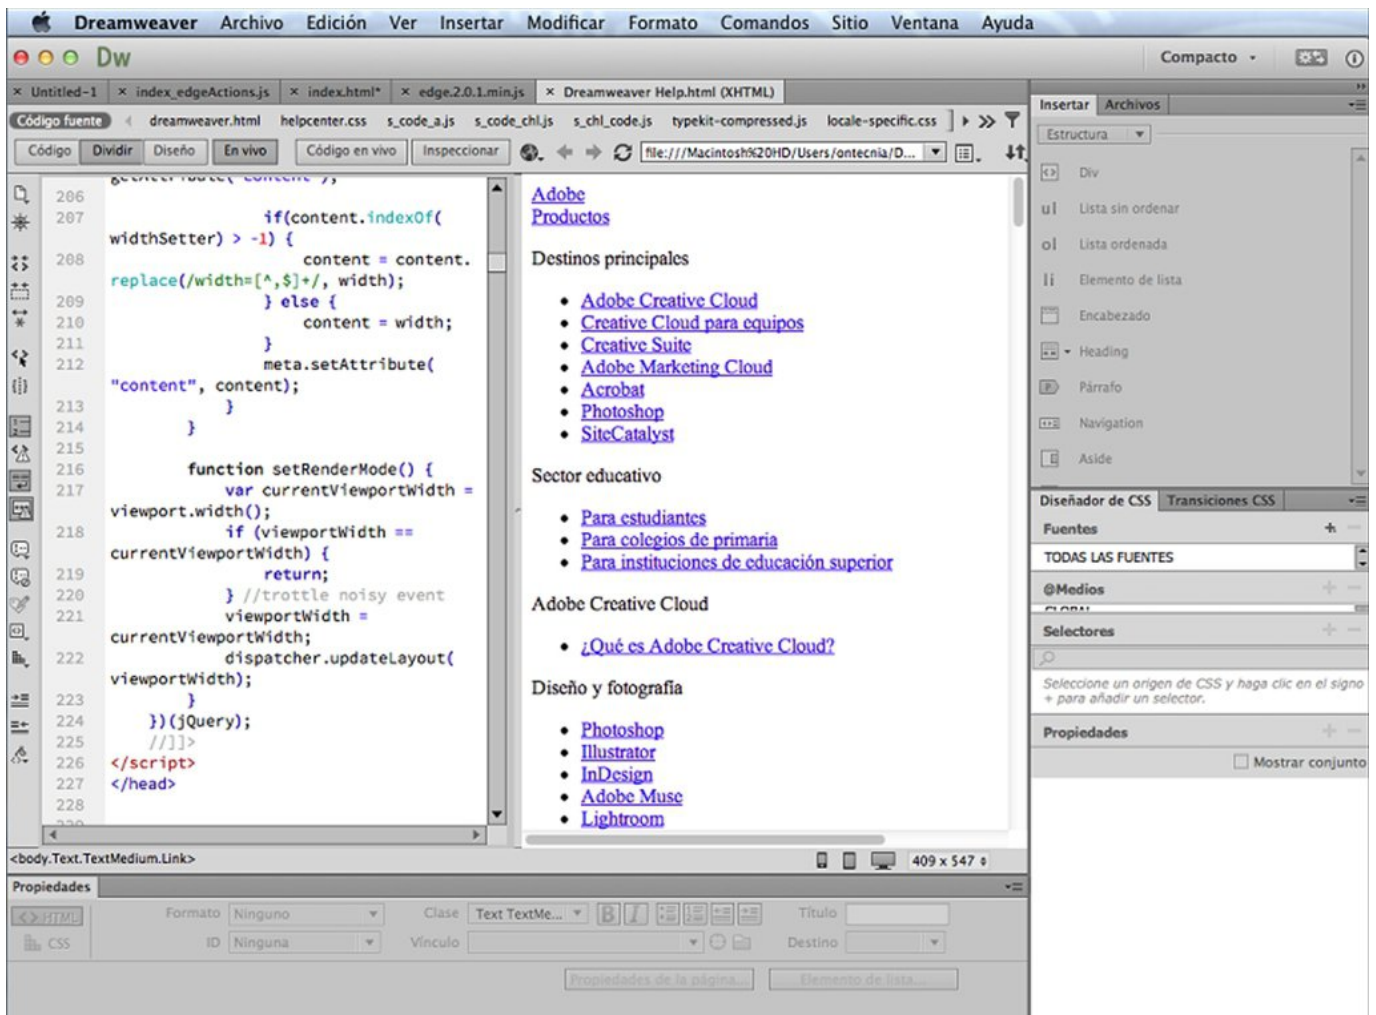 Dreamweaver Archivo Edición Ver Insertar Modificar Formato Comandos Sitio Ventana Ayuda
Dw
Compacto
× Untitled-1 × index_edgeActions.js × index.html* × edge.2.0.1.min.js × Dreamweaver Help.html (XHTML)
Código fuente dreamweaver.html helpcenter.css s_code_a.js s_code_chl.js s_chl_code.js typekit-compressed.js locale-specific.css
Código Dividir Diseño En vivo Código en vivo Inspeccionar file:///Macintosh%20HD/Users/ontecnia/D...
206
207 if(content.indexOf(
widthSetter) > -1) {
208 content = content.
replace(/width=[^,$]+/, width);
209 } else {
210 content = width;
211 }
212 meta.setAttribute(
"content", content);
213 }
214 }
215
216 function setRenderMode() {
217 var currentViewportWidth =
viewport.width();
218 if (viewportWidth ==
currentViewportWidth) {
219 return;
220 } //trottle noisy event
221 viewportWidth =
currentViewportWidth;
222 dispatcher.updateLayout(
viewportWidth);
223 }
224 })(jQuery);
225 //]]>
226 </script>
227 </head>
228
Adobe
Productos
Destinos principales
• Adobe Creative Cloud
• Creative Cloud para equipos
• Creative Suite
• Adobe Marketing Cloud
• Acrobat
• Photoshop
• SiteCatalyst
Sector educativo
• Para estudiantes
• Para colegios de primaria
• Para instituciones de educación superior
Adobe Creative Cloud
• ¿Qué es Adobe Creative Cloud?
Diseño y fotografía
• Photoshop
• Illustrator
• InDesign
• Adobe Muse
• Lightroom
<body.Text.TextMedium.Link>
409 x 547
Insertar Archivos
Estructura
Div
ul Lista sin ordenar
ol Lista ordenada
li Elemento de lista
Encabezado
Heading
Párrafo
Navigation
Aside
Diseñador de CSS Transiciones CSS
Fuentes
TODAS LAS FUENTES
@Medios
Selectores
Seleccione un origen de CSS y haga clic en el signo
+ para añadir un selector.
Propiedades
Mostrar conjunto
Propiedades
<> HTML Formato Ninguno Clase Text TextMe... B I Título
CSS ID Ninguna Vínculo Destino
Propiedades de la página... Elemento de lista...